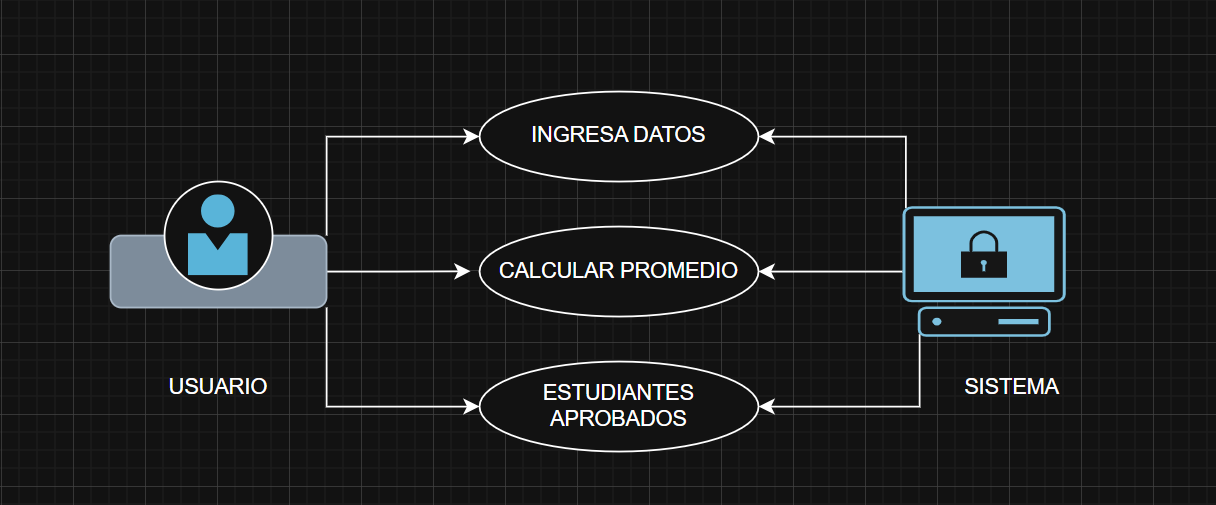 INGRESA DATOS
CALCULAR PROMEDIO
USUARIO
ESTUDIANTES
APROBADOS
SISTEMA